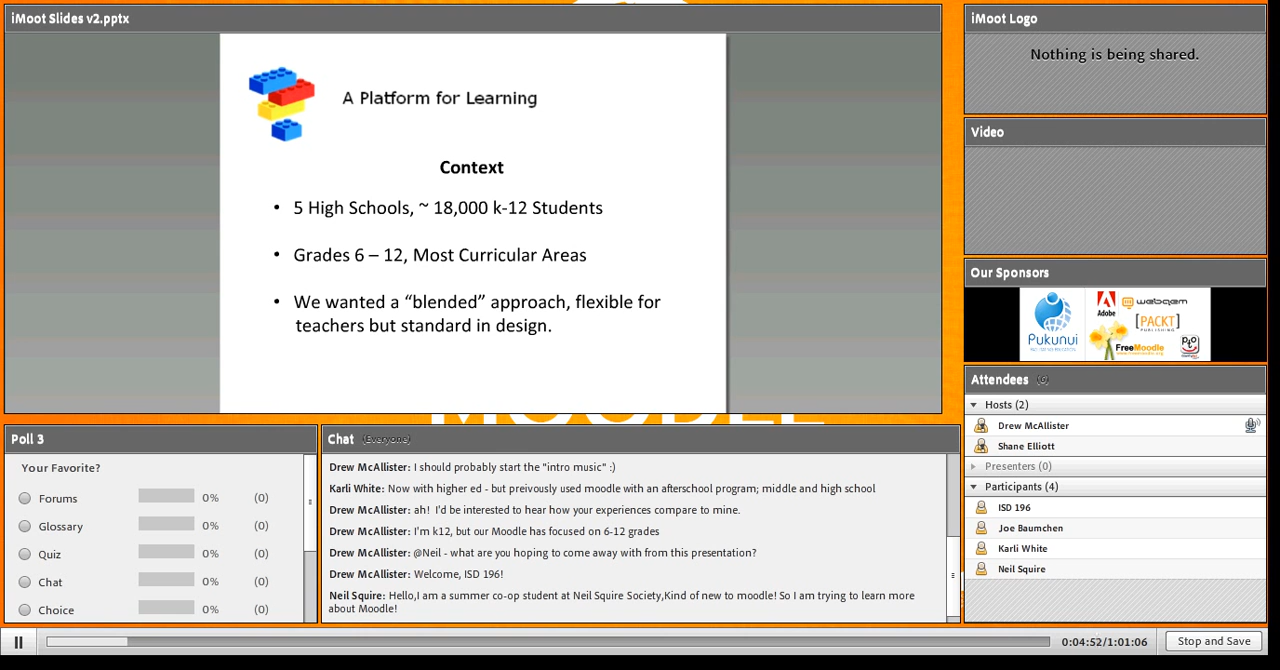 iMoot Slides v2.pptx
A Platform for Learning
Context
• 5 High Schools, ~ 18,000 k-12 Students
• Grades 6 – 12, Most Curricular Areas
• We wanted a “blended” approach, flexible for
teachers but standard in design.
iMoot Logo
Nothing is being shared.
Video
Our Sponsors
Pukunui
Adobe
webgem
[PACKT]
PUBLISHING
FreeMoodle
Attendees (6)
Hosts (2)
Drew McAllister
Shane Elliott
Presenters (0)
Participants (4)
ISD 196
Joe Baumchen
Karli White
Neil Squire
MOODLE
Poll 3
Your Favorite?
Forums 0% (0)
Glossary 0% (0)
Quiz 0% (0)
Chat 0% (0)
Choice 0% (0)
Chat (Everyone)
Drew McAllister: I should probably start the "intro music" :)
Karli White: Now with higher ed - but preivously used moodle with an afterschool program; middle and high school
Drew McAllister: ah! I'd be interested to hear how your experiences compare to mine.
Drew McAllister: I'm k12, but our Moodle has focused on 6-12 grades
Drew McAllister: @Neil - what are you hoping to come away with from this presentation?
Drew McAllister: Welcome, ISD 196!
Neil Squire: Hello,I am a summer co-op student at Neil Squire Society,Kind of new to moodle! So I am trying to learn more
about Moodle!
0:04:52/1:01:06
Stop and Save